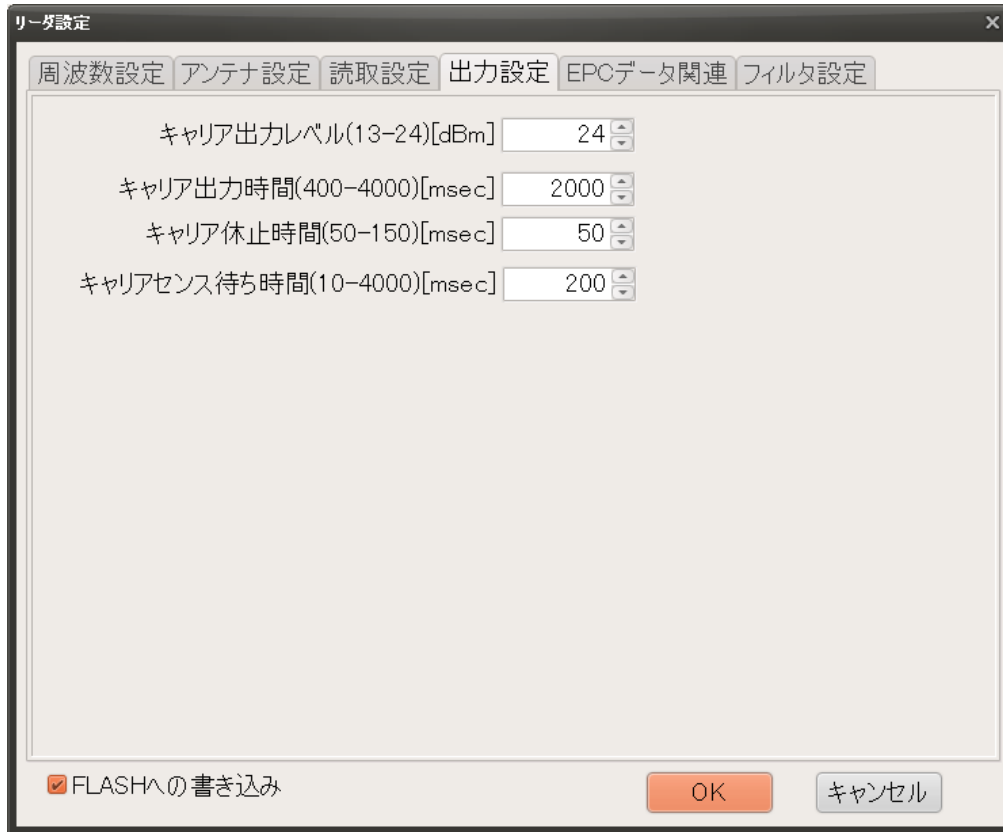 リーダ設定
周波数設定 アンテナ設定 読取設定 出力設定 EPCデータ関連 フィルタ設定
キャリア出力レベル(13-24)[dBm] 24
キャリア出力時間(400-4000)[msec] 2000
キャリア休止時間(50-150)[msec] 50
キャリアセンス待ち時間(10-4000)[msec] 200
FLASHへの書き込み OK キャンセル